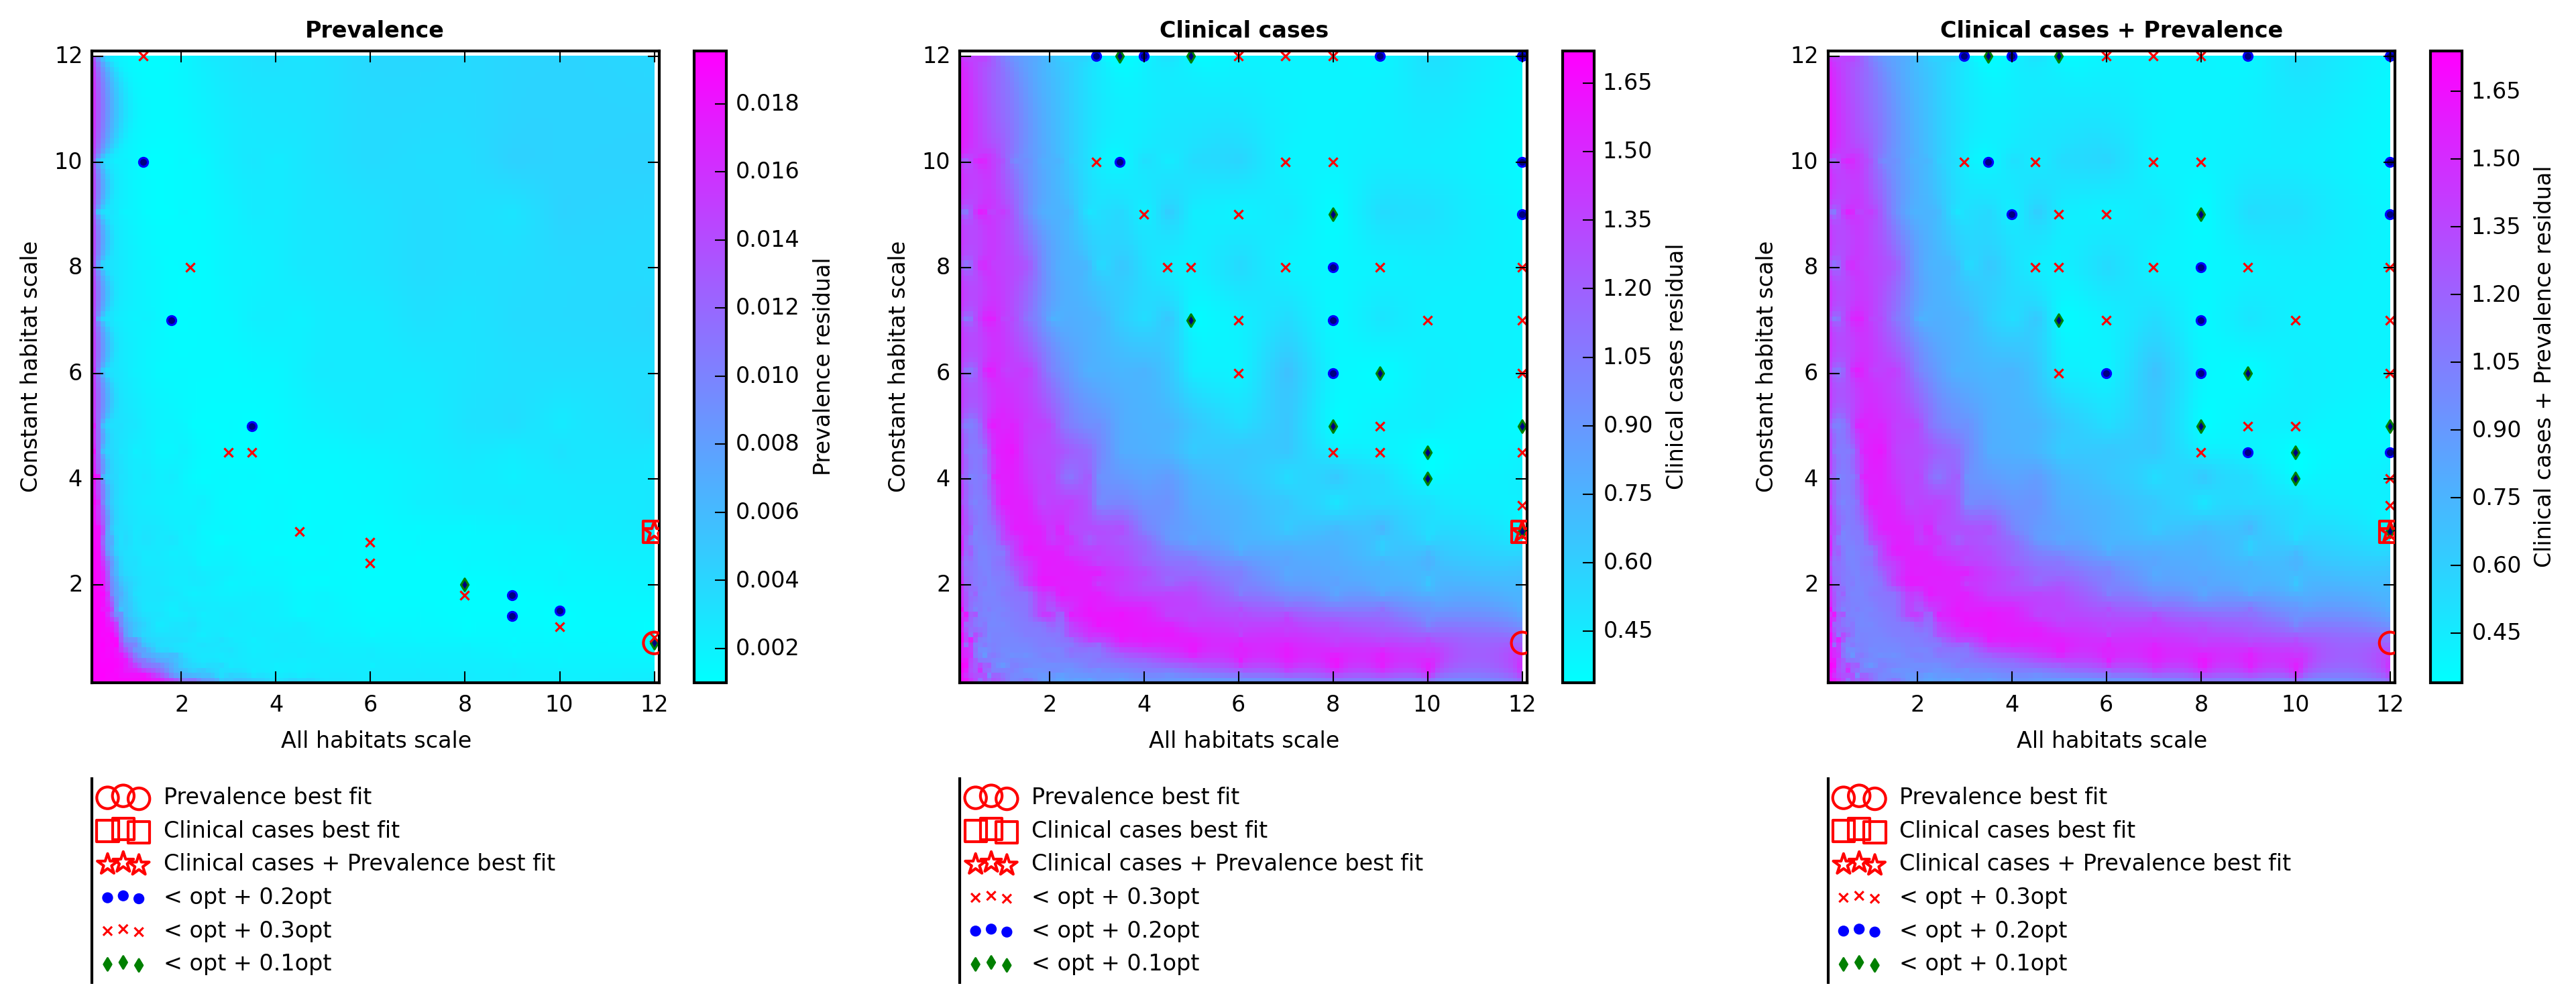 Prevalence
12
10
8
6
4
2
2 4 6 8 10 12
Constant habitat scale
All habitats scale
0.018
0.016
0.014
0.012
0.010
0.008
0.006
0.004
0.002
Prevalence residual
Prevalence best fit
Clinical cases best fit
Clinical cases + Prevalence best fit
< opt + 0.2opt
< opt + 0.3opt
< opt + 0.1opt
Clinical cases
12
10
8
6
4
2
2 4 6 8 10 12
Constant habitat scale
All habitats scale
1.65
1.50
1.35
1.20
1.05
0.90
0.75
0.60
0.45
Clinical cases residual
Prevalence best fit
Clinical cases best fit
Clinical cases + Prevalence best fit
< opt + 0.3opt
< opt + 0.2opt
< opt + 0.1opt
Clinical cases + Prevalence
12
10
8
6
4
2
2 4 6 8 10 12
Constant habitat scale
All habitats scale
1.65
1.50
1.35
1.20
1.05
0.90
0.75
0.60
0.45
Clinical cases + Prevalence residual
Prevalence best fit
Clinical cases best fit
Clinical cases + Prevalence best fit
< opt + 0.3opt
< opt + 0.2opt
< opt + 0.1opt